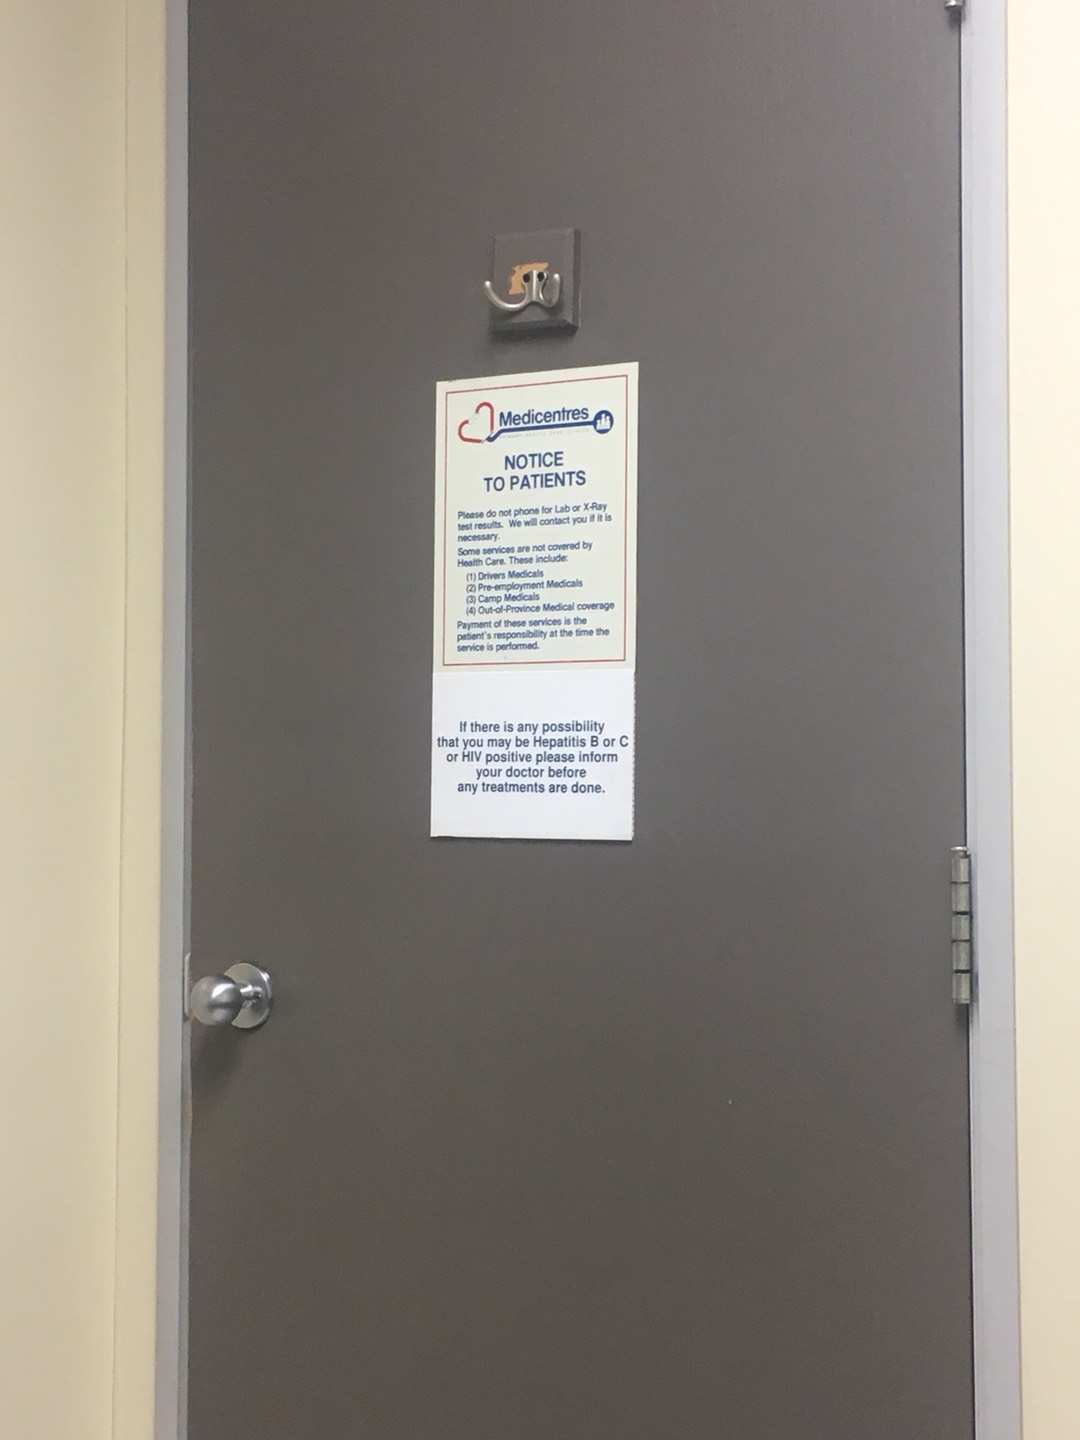 Medicentres
NOTICE
TO PATIENTS
Please do not phone for Lab or X-Ray
test results. We will contact you if it is
necessary.
Some services are not covered by
Health Care. These include:
(1) Drivers Medicals
(2) Pre-employment Medicals
(3) Camp Medicals
(4) Out-of-Province Medical coverage
Payment of these services is the
patient's responsibility at the time the
service is performed.
If there is any possibility
that you may be Hepatitis B or C
or HIV positive please inform
your doctor before
any treatments are done.